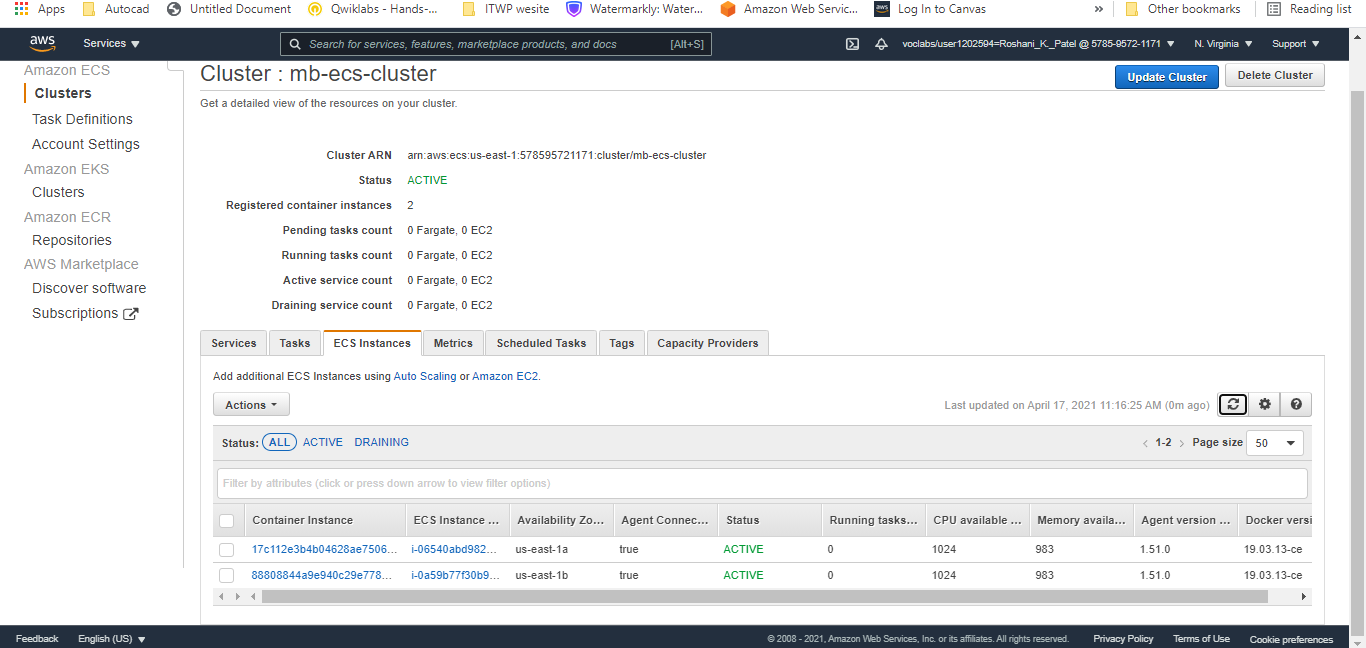 Apps Autocad Untitled Document Qwiklabs - Hands-... ITWP wesite Watermarkly: Water... Amazon Web Servic... aws Log In to Canvas » Other bookmarks Reading list
aws Services Search for services, features, marketplace products, and docs [Alt+S] voclabs/user1202594=Roshani_K._Patel @ 5785-9572-1171 N. Virginia Support
Amazon ECS
Clusters
Task Definitions
Account Settings
Amazon EKS
Clusters
Amazon ECR
Repositories
AWS Marketplace
Discover software
Subscriptions
Cluster : mb-ecs-cluster
Update Cluster Delete Cluster
Get a detailed view of the resources on your cluster.
Cluster ARN arn:aws:ecs:us-east-1:578595721171:cluster/mb-ecs-cluster
Status ACTIVE
Registered container instances 2
Pending tasks count 0 Fargate, 0 EC2
Running tasks count 0 Fargate, 0 EC2
Active service count 0 Fargate, 0 EC2
Draining service count 0 Fargate, 0 EC2
Services Tasks ECS Instances Metrics Scheduled Tasks Tags Capacity Providers
Add additional ECS Instances using Auto Scaling or Amazon EC2.
Actions Last updated on April 17, 2021 11:16:25 AM (0m ago)
Status: ALL ACTIVE DRAINING < 1-2 > Page size 50
Filter by attributes (click or press down arrow to view filter options)
Container Instance ECS Instance ... Availability Zo... Agent Connec... Status Running tasks... CPU available ... Memory availa... Agent version ... Docker versi
17c112e3b4b04628ae7506... i-06540abd982... us-east-1a true ACTIVE 0 1024 983 1.51.0 19.03.13-ce
88808844a9e940c29e778... i-0a59b77f30b9... us-east-1b true ACTIVE 0 1024 983 1.51.0 19.03.13-ce
Feedback English (US) © 2008 - 2021, Amazon Web Services, Inc. or its affiliates. All rights reserved. Privacy Policy Terms of Use Cookie preferences